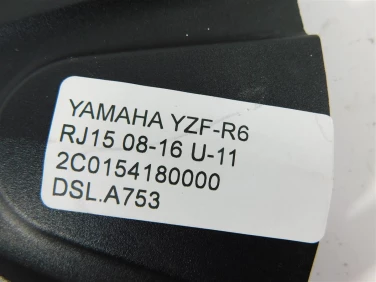 YAMAHA YZF-R6
RJ15 08-16 U-11
2C0154180000
DSL.A753